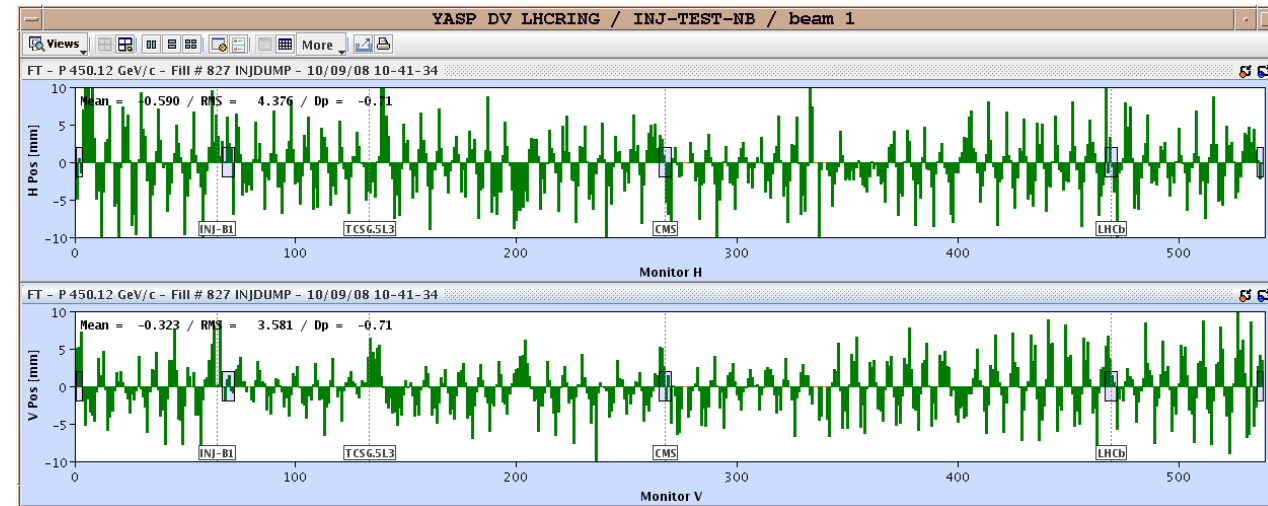 YASP DV LHCRING / INJ-TEST-NB / beam 1
Views More
FT - P 450.12 GeV/c - Fill # 827 INJDUMP - 10/09/08 10-41-34
Mean = -0.590 / RMS = 4.376 / Dp = -0.71
H Pos [mm]
10
5
0
-5
-10
INJ-B1 TCSG.5L3 CMS LHCb
0 100 200 300 400 500
Monitor H
FT - P 450.12 GeV/c - Fill # 827 INJDUMP - 10/09/08 10-41-34
Mean = -0.323 / RMS = 3.581 / Dp = -0.71
V Pos [mm]
10
5
0
-5
-10
INJ-B1 TCSG.5L3 CMS LHCb
0 100 200 300 400 500
Monitor V